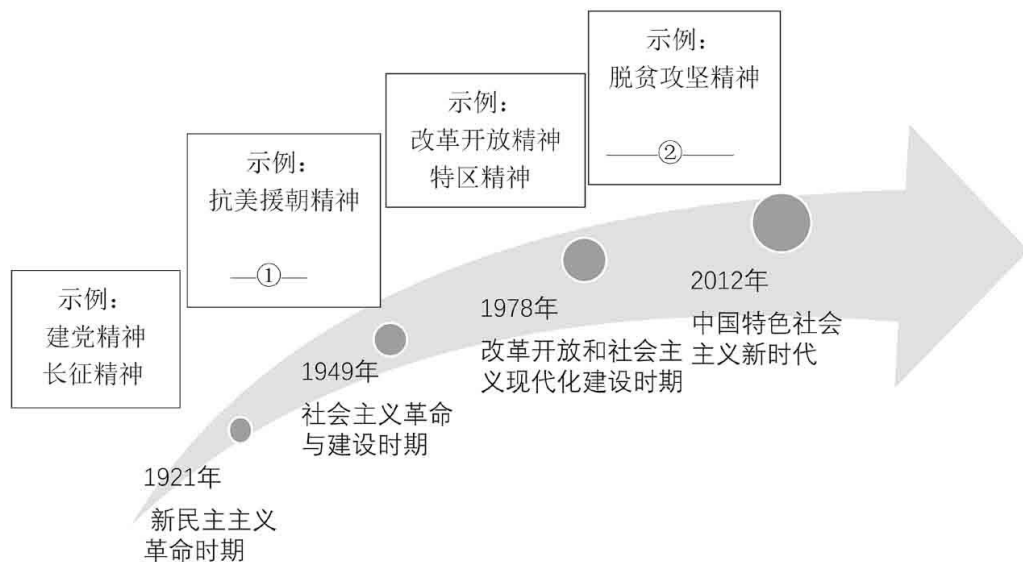 示例：
建党精神
长征精神
示例：
抗美援朝精神
①
示例：
改革开放精神
特区精神
示例：
脱贫攻坚精神
②
1921年
新民主主义
革命时期
1949年
社会主义革命
与建设时期
1978年
改革开放和社会主
义现代化建设时期
2012年
中国特色社会
主义新时代